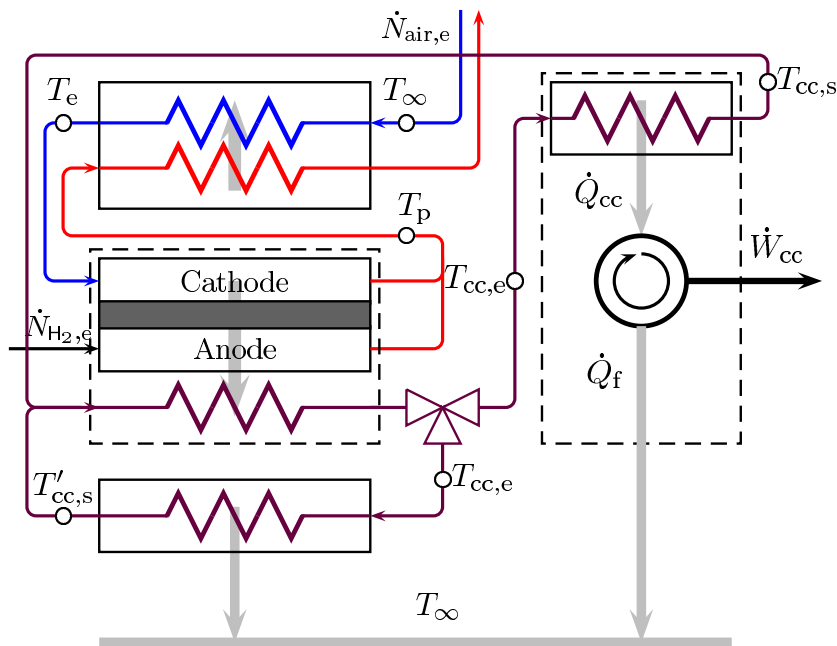 Ṅair,e
Te
T∞
Tcc,s
Tp
Q̇cc
Ẇcc
Cathode
Tcc,e
ṄH2,e
Anode
Q̇f
T′cc,s
Tcc,e
T∞